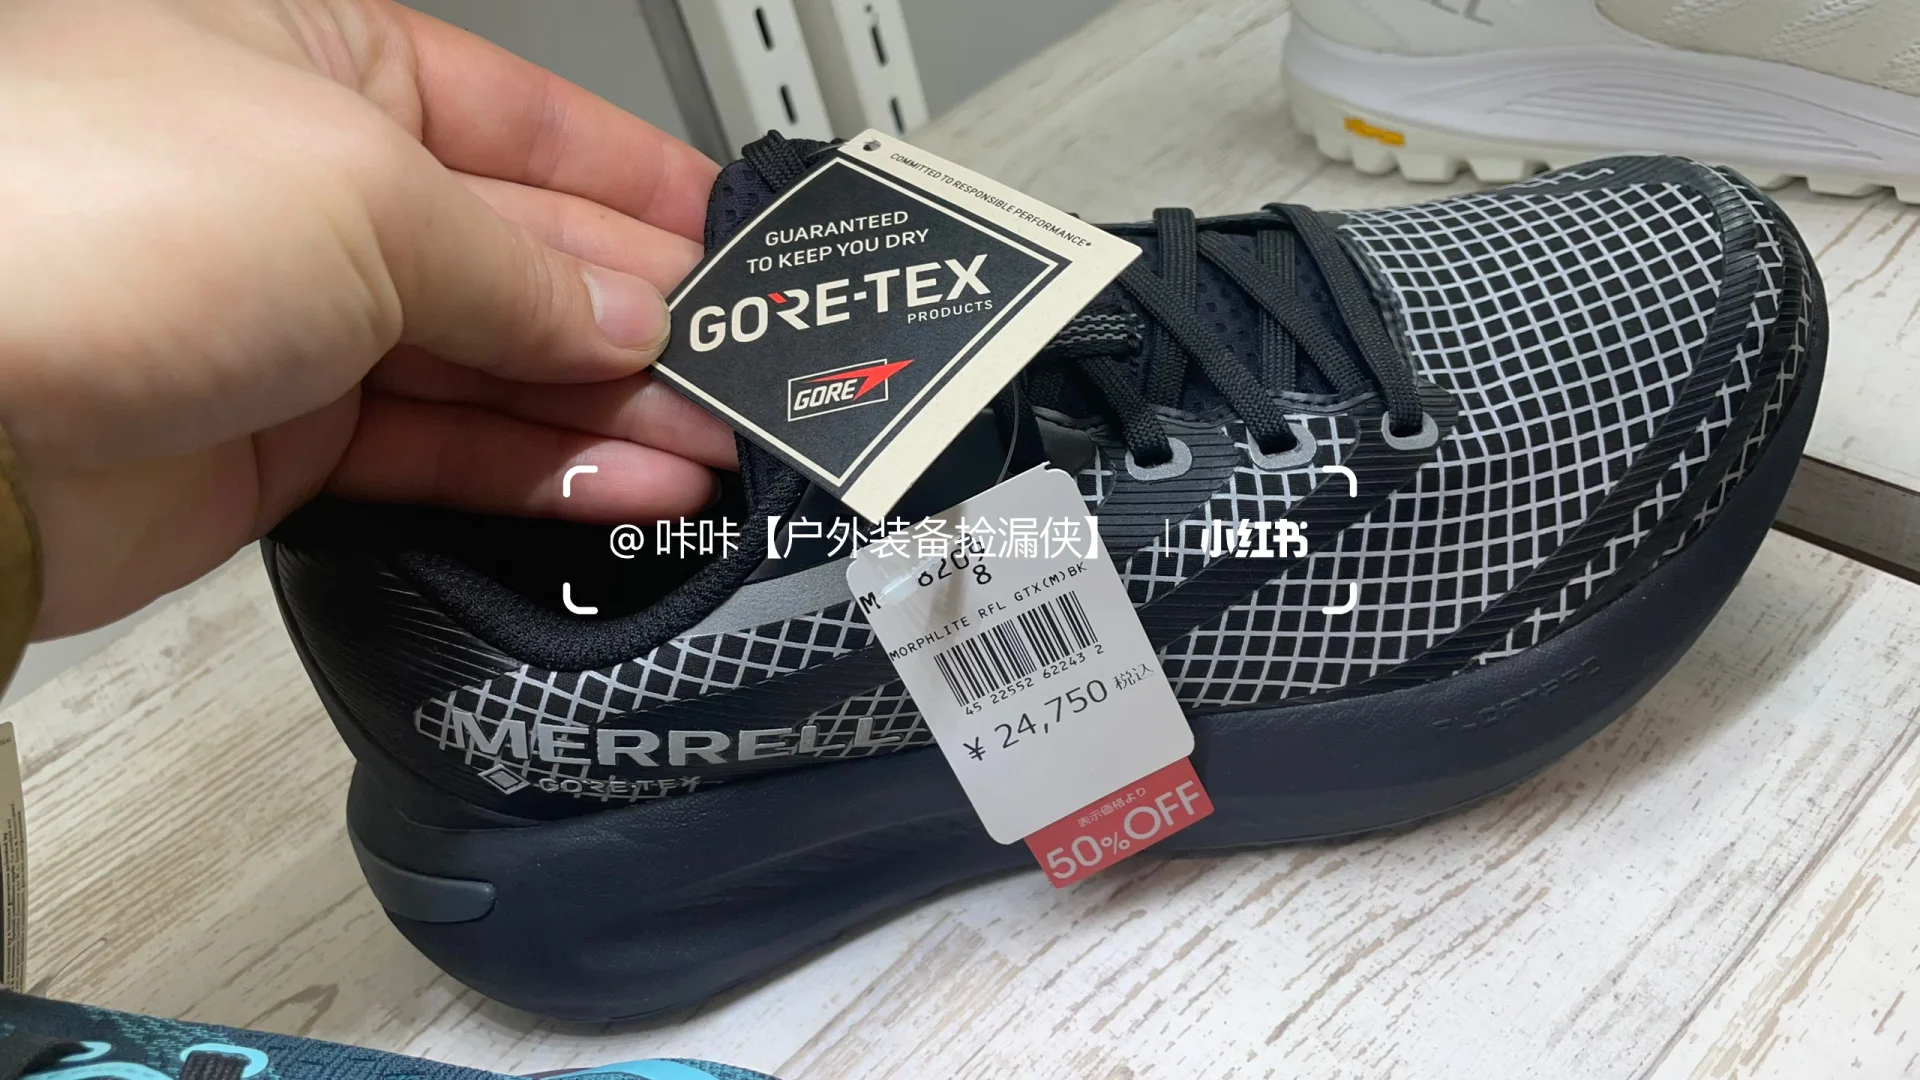 COMMITTED TO RESPONSIBLE PERFORMANCE
GUARANTEED
TO KEEP YOU DRY
GORE-TEX
PRODUCTS
GORE
@咔咔【户外装备捡漏侠】 | 小红书
M
8
MORPHLITE RFL GTX(M)BK
45 22552 62243 2
¥ 24,750 税込
表示価格より
50%OFF
MERRELL
GORE-TEX